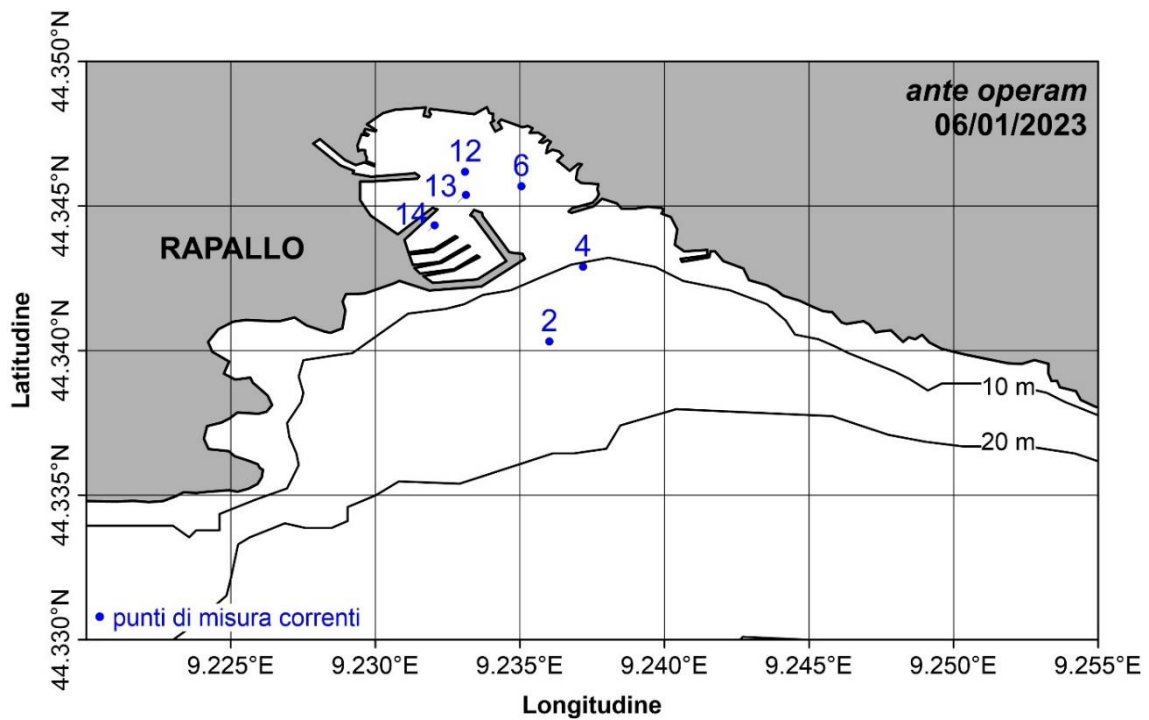 ante operam
06/01/2023
12
6
13
14
RAPALLO
4
2
10 m
20 m
punti di misura correnti
44.350°N
44.345°N
44.340°N
44.335°N
44.330°N
Latitudine
9.225°E
9.230°E
9.235°E
9.240°E
9.245°E
9.250°E
9.255°E
Longitudine